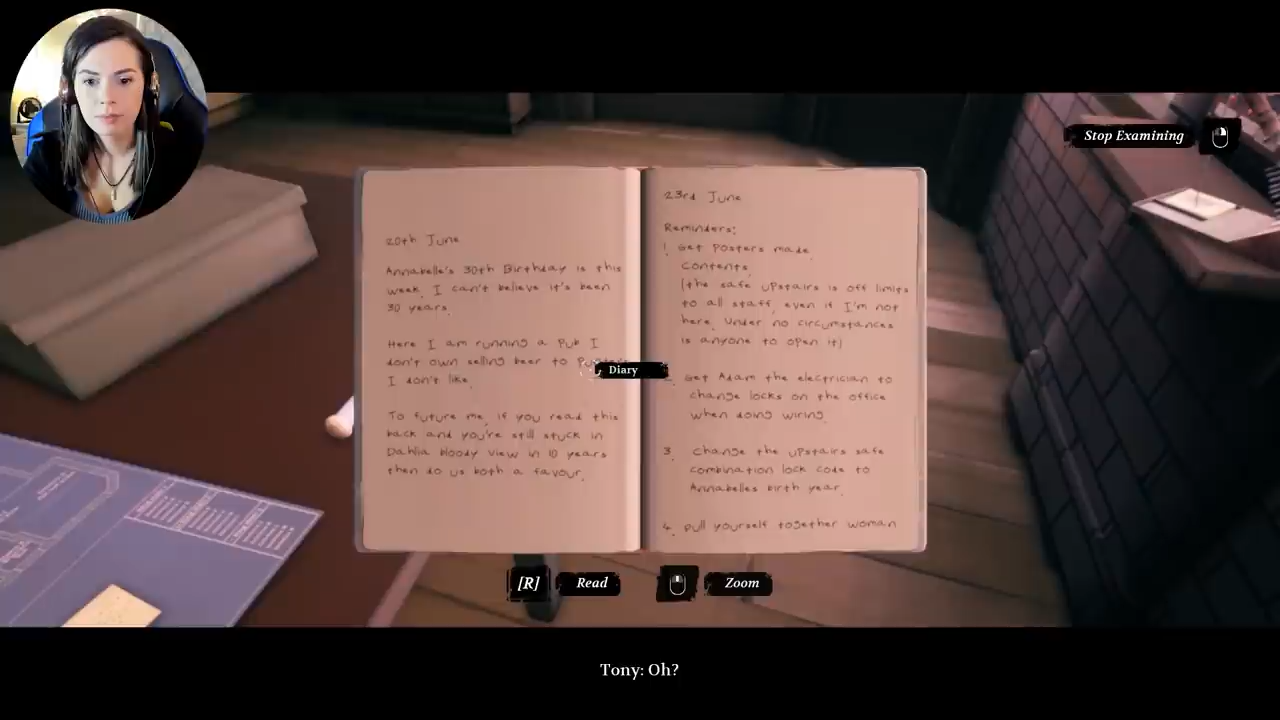 Stop Examining
20th June
Annabelle's 30th Birthday is this
week. I can't believe it's been
30 years.
Here I am running a pub I
don't own selling beer to
I don't like.
To future me, if you read this
back and you're still stuck in
Dahlia bloody view in 10 years
then do us both a favour.
23rd June
Reminders:
1. Get Posters made.
Contents.
(the safe upstairs is off limits
to all staff, even if I'm not
here. Under no circumstances
is anyone to open it)
Get Adam the electrician to
change locks on the office
when doing wiring.
3. Change the upstairs safe
combination lock code to
Annabelles birth year.
4. Pull yourself together woman
Diary
[R] Read
Zoom
Tony: Oh?